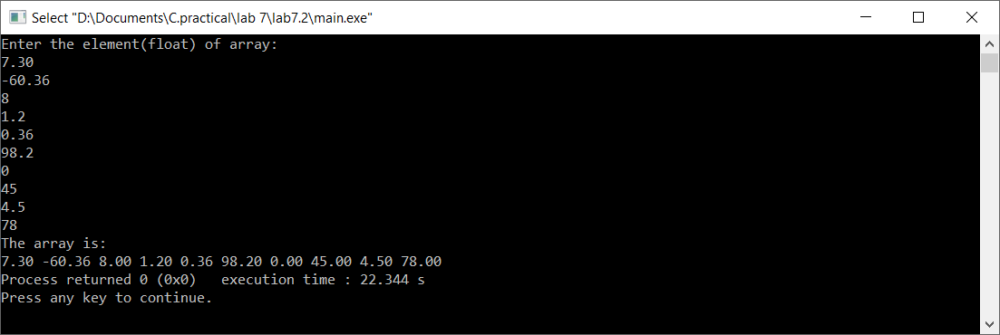 Select "D:\Documents\C.practical\lab 7\lab7.2\main.exe"
Enter the element(float) of array:
7.30
-60.36
8
1.2
0.36
98.2
0
45
4.5
78
The array is:
7.30 -60.36 8.00 1.20 0.36 98.20 0.00 45.00 4.50 78.00
Process returned 0 (0x0)   execution time : 22.344 s
Press any key to continue.